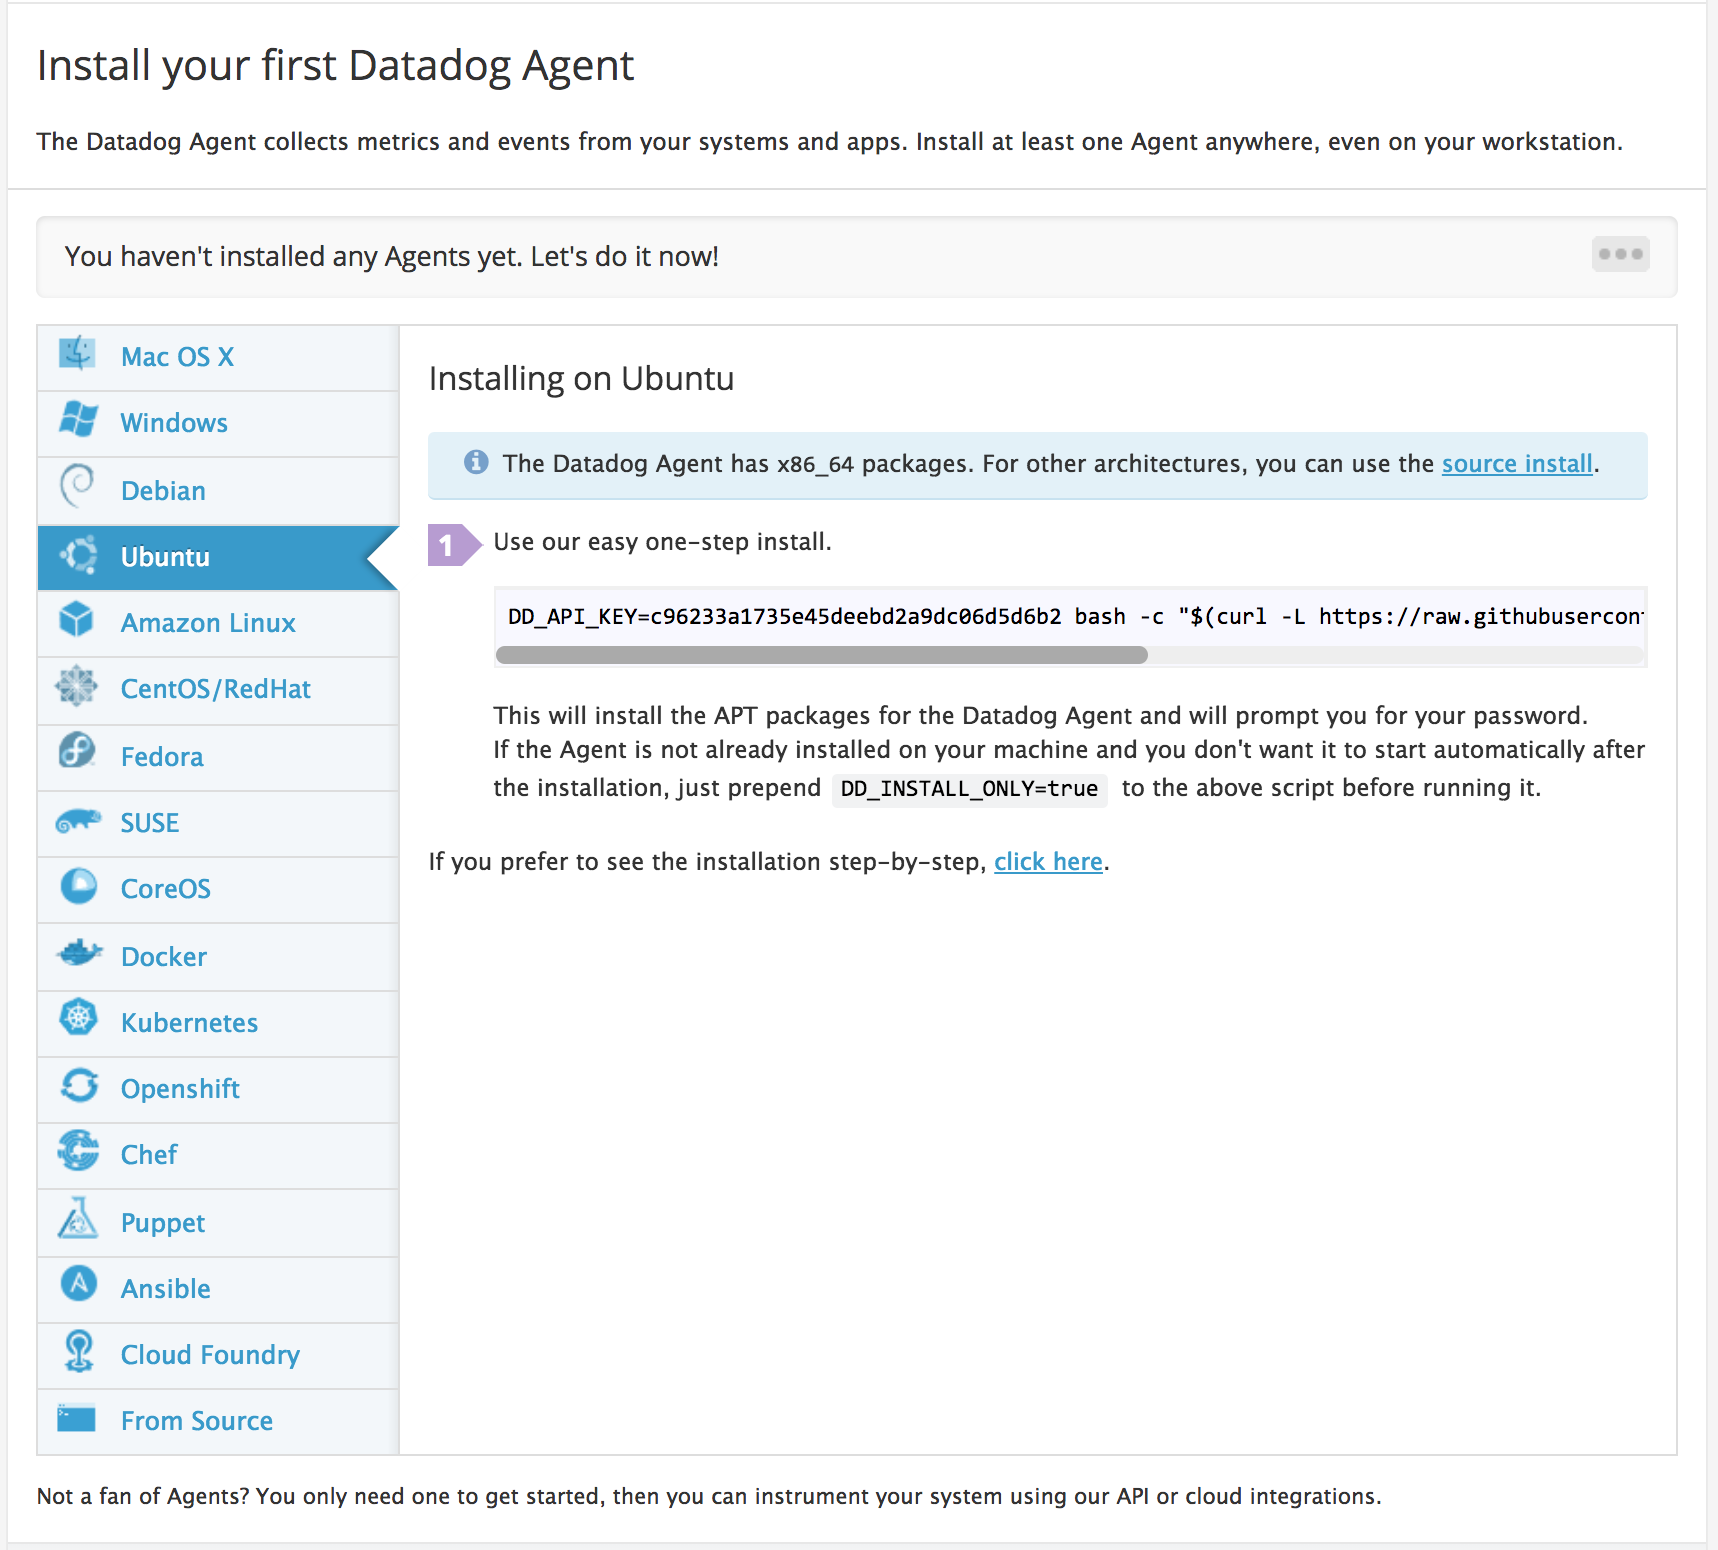 Install your first Datadog Agent
The Datadog Agent collects metrics and events from your systems and apps. Install at least one Agent anywhere, even on your workstation.
You haven't installed any Agents yet. Let's do it now!
Mac OS X
Windows
Debian
Ubuntu
Amazon Linux
CentOS/RedHat
Fedora
SUSE
CoreOS
Docker
Kubernetes
Openshift
Chef
Puppet
Ansible
Cloud Foundry
From Source
Installing on Ubuntu
The Datadog Agent has x86_64 packages. For other architectures, you can use the source install.
1 Use our easy one-step install.
DD_API_KEY=c96233a1735e45deebd2a9dc06d5d6b2 bash -c "$(curl -L https://raw.githubusercon
This will install the APT packages for the Datadog Agent and will prompt you for your password.
If the Agent is not already installed on your machine and you don't want it to start automatically after
the installation, just prepend DD_INSTALL_ONLY=true to the above script before running it.
If you prefer to see the installation step-by-step, click here.
Not a fan of Agents? You only need one to get started, then you can instrument your system using our API or cloud integrations.